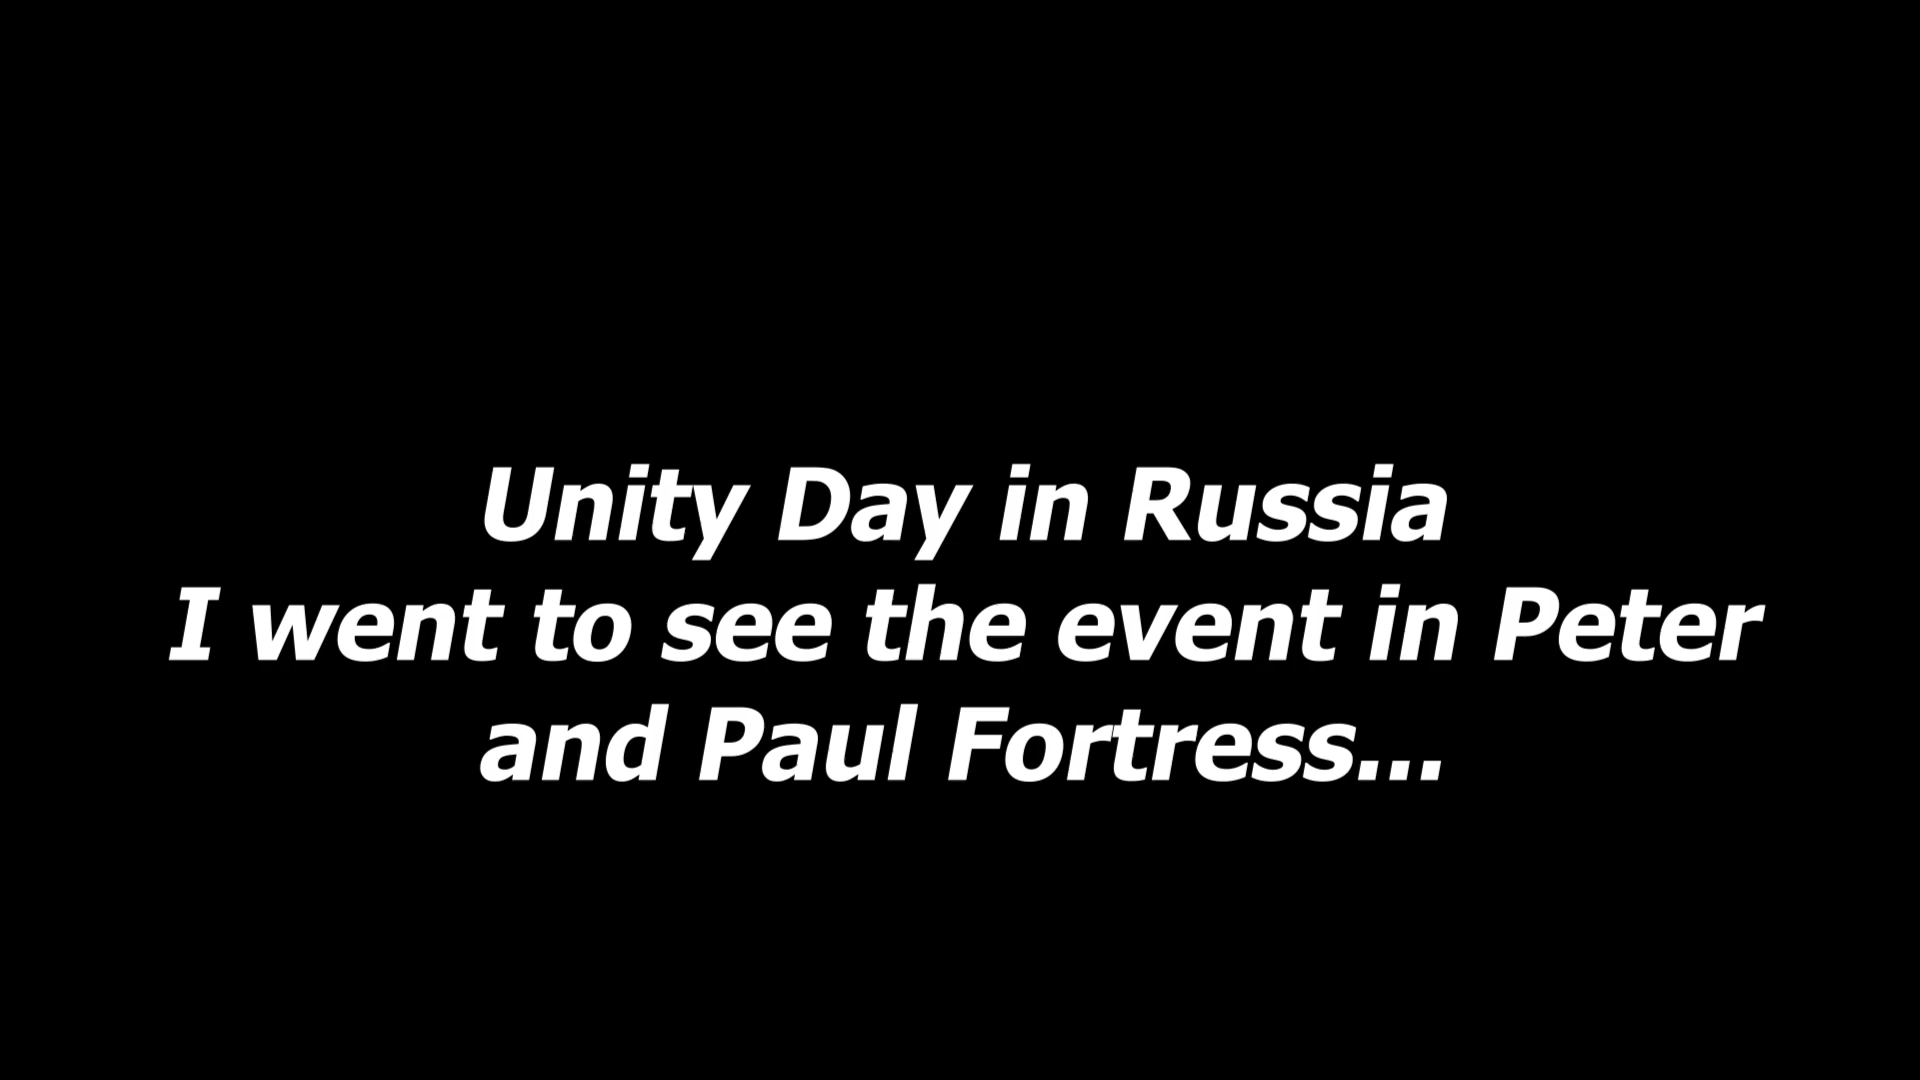 Unity Day in Russia
I went to see the event in Peter
and Paul Fortress...